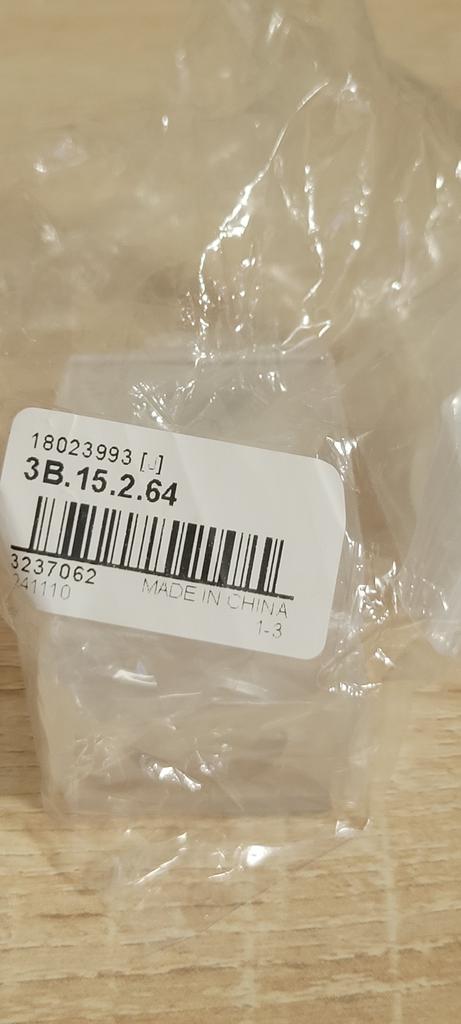 18023993 [J]
3B.15.2.64
3237062
MADE IN CHINA
241110
1-3